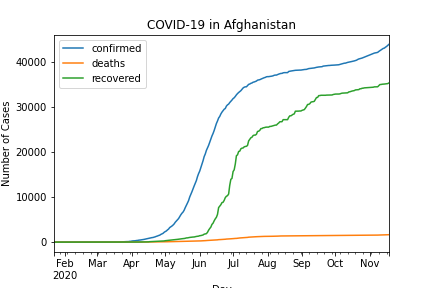 COVID-19 in Afghanistan
confirmed
deaths
recovered
Number of Cases
40000
30000
20000
10000
0
Feb Mar Apr May Jun Jul Aug Sep Oct Nov
2020